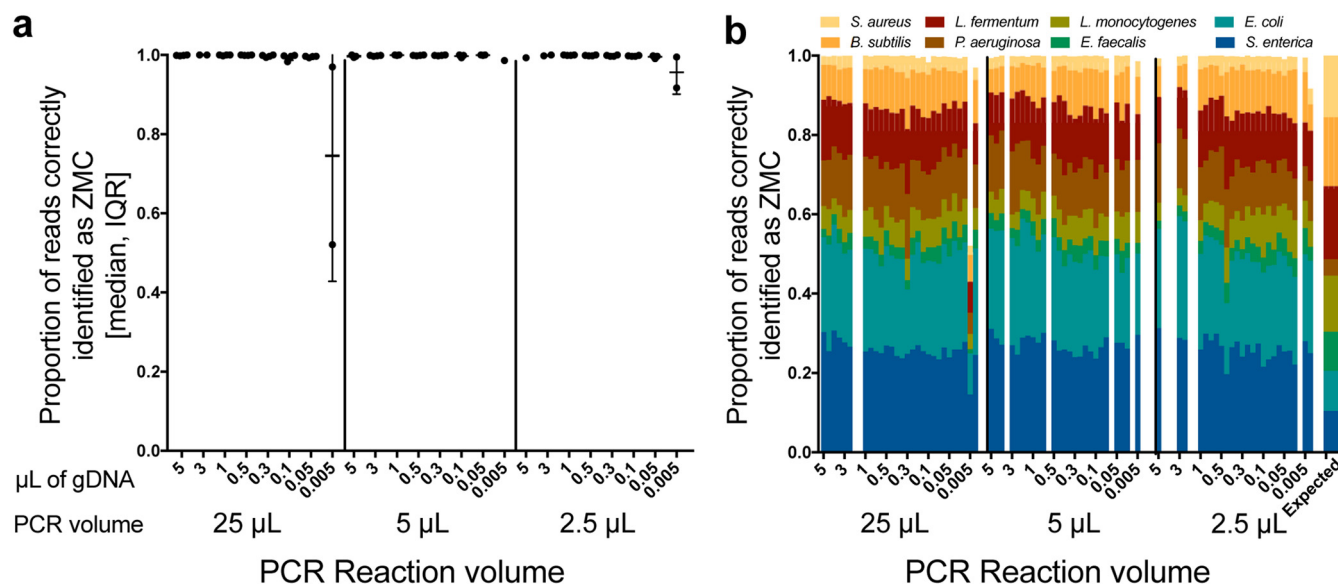 a
Proportion of reads correctly
identified as ZMC
[median, IQR]
1.0
0.8
0.6
0.4
0.2
0.0
µL of gDNA
5 3 1 0.5 0.3 0.1 0.05 0.005 5 3 1 0.5 0.3 0.1 0.05 0.005 5 3 1 0.5 0.3 0.1 0.05 0.005
PCR volume 25 µL 5 µL 2.5 µL
PCR Reaction volume
b
S. aureus L. fermentum L. monocytogenes E. coli
B. subtilis P. aeruginosa E. faecalis S. enterica
Proportion of reads correctly
identified as ZMC
1.0
0.8
0.6
0.4
0.2
0.0
5 3 1 0.5 0.3 0.1 0.05 0.005 5 3 1 0.5 0.3 0.1 0.05 0.005 5 3 1 0.5 0.3 0.1 0.05 0.005 Expected
25 µL 5 µL 2.5 µL
PCR Reaction volume